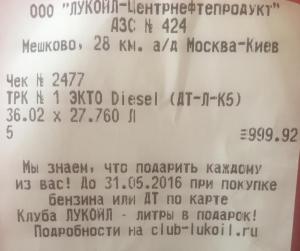 ООО "ЛУКОЙЛ-Центрнефтепродукт"
АЗС № 424
Мешково, 28 км. а/д Москва-Киев
Чек № 2477
ТРК № 1 ЭКТО Diesel (ДТ-Л-К5)
36.02 х 27.760 Л
5 ≡999.92
Мы знаем, что подарить каждому
из вас! До 31.05.2016 при покупке
бензина или ДТ по карте
Клуба ЛУКОЙЛ - литры в подарок!
Подробности на club-lukoil.ru